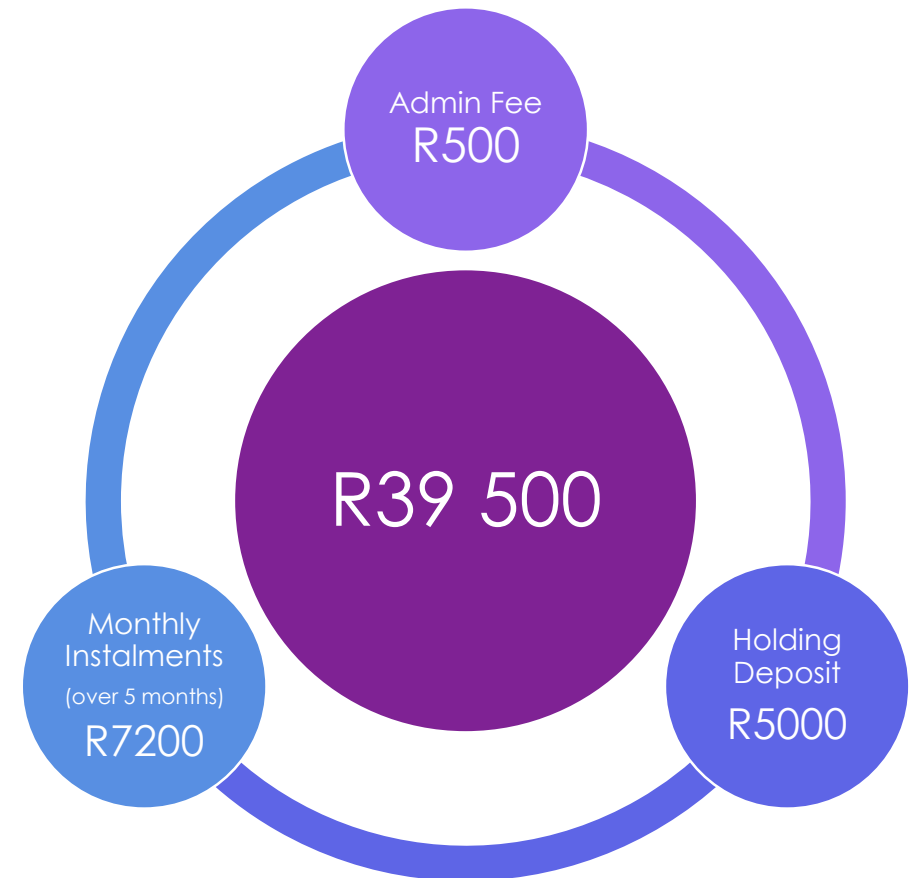 Admin Fee
R500
R39 500
Monthly
Instalments
(over 5 months)
R7200
Holding
Deposit
R5000